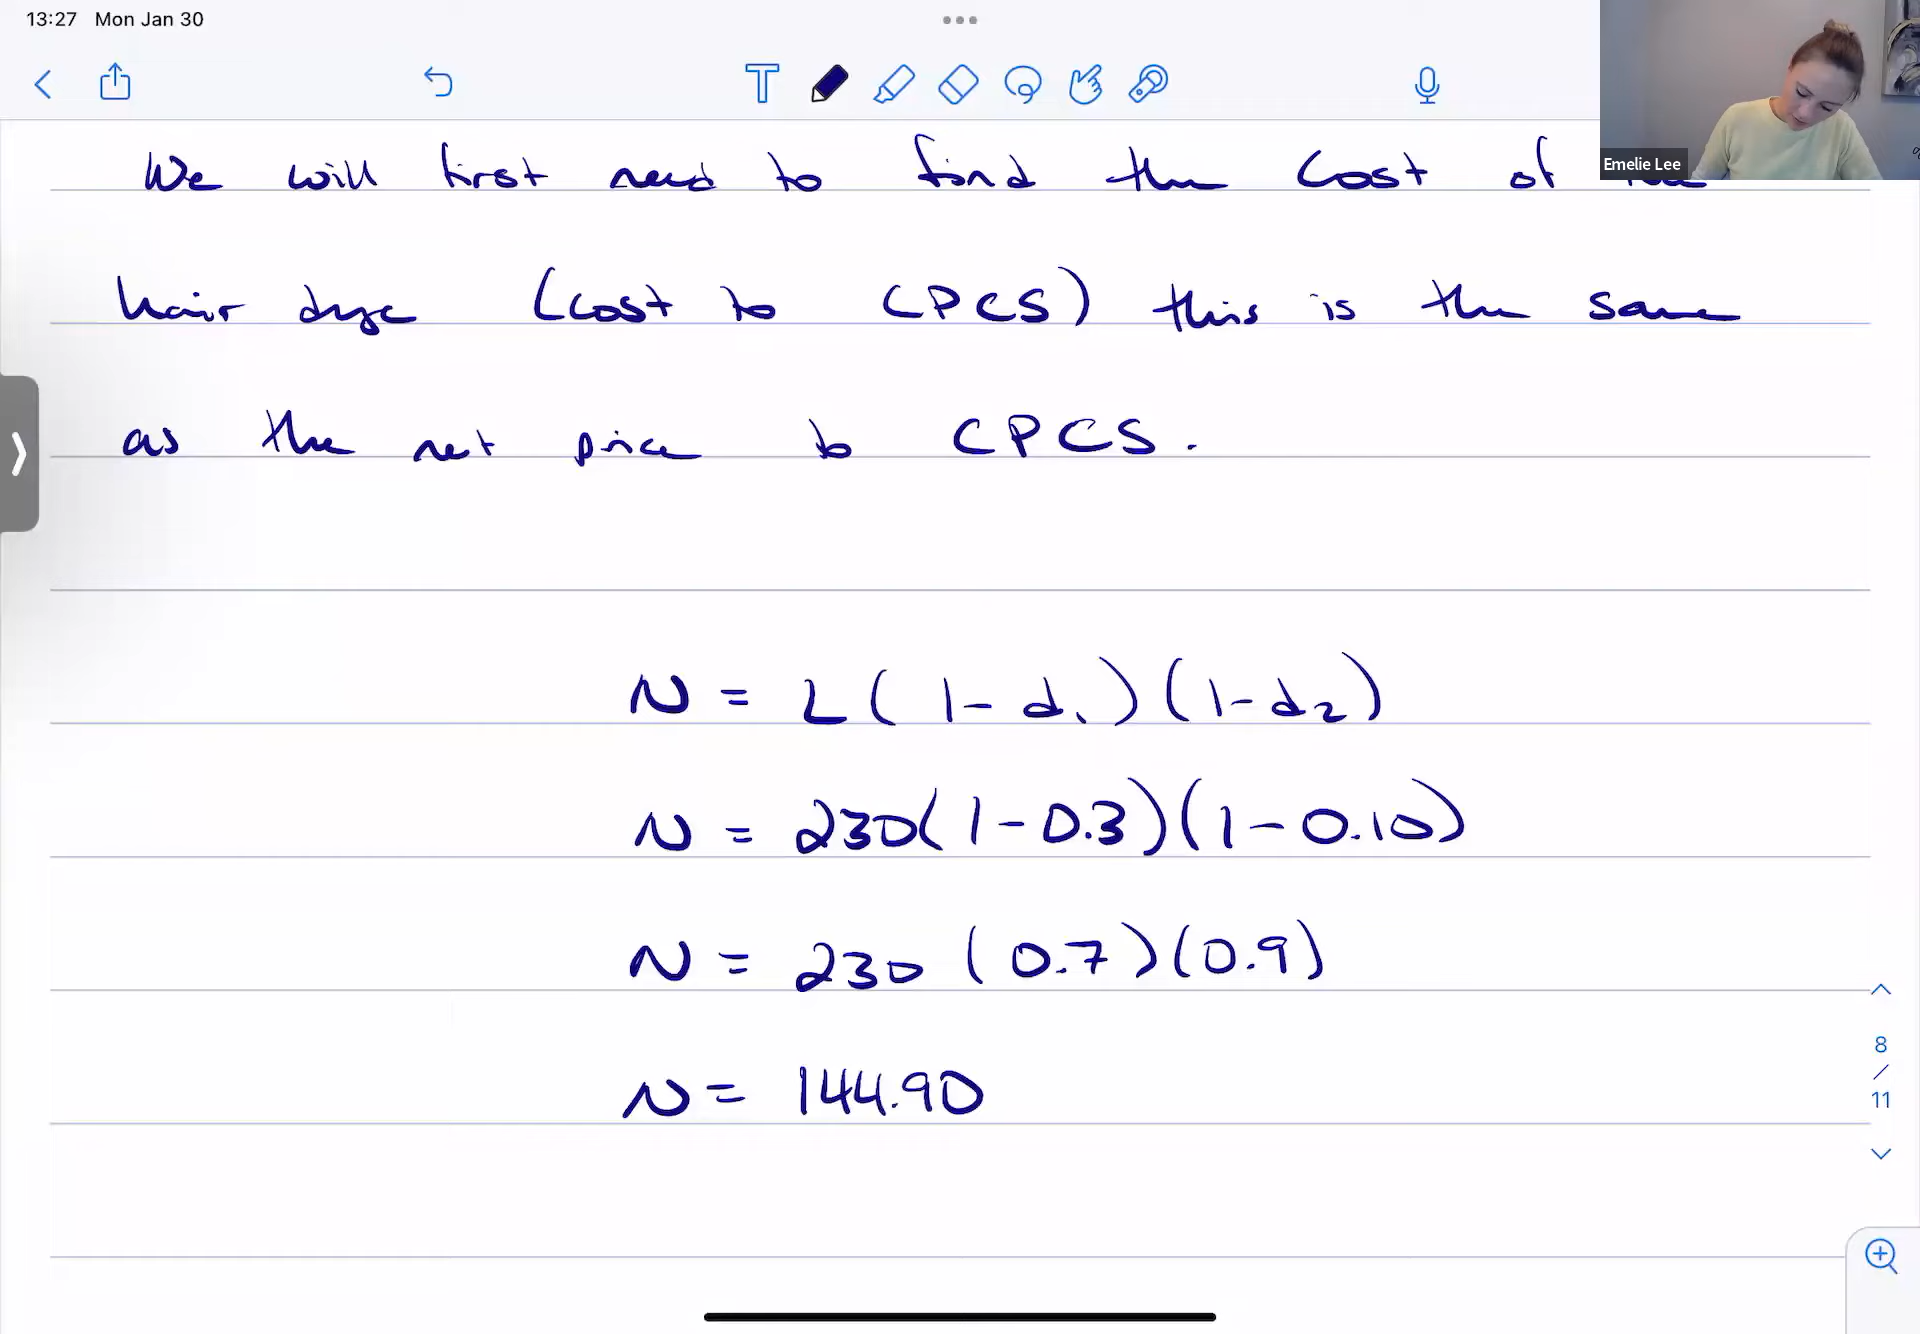 13:27 Mon Jan 30
T
Emelie Lee
We will first need to find the cost of
hair dye (cost to CPCS) this is the same
as the net price to CPCS.
N = L(1-d₁)(1-d₂)
N = 230(1-0.3)(1-0.10)
N = 230 (0.7)(0.9)
N = 144.90
8
/
11